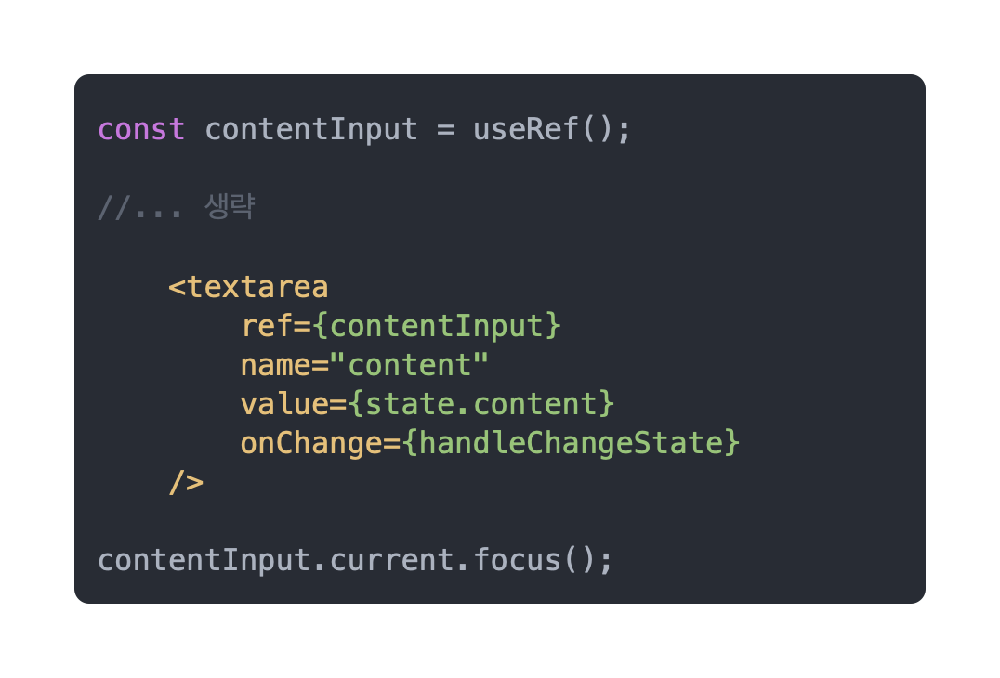 const contentInput = useRef();
//... 생략
<textarea
ref={contentInput}
name="content"
value={state.content}
onChange={handleChangeState}
/>
contentInput.current.focus();